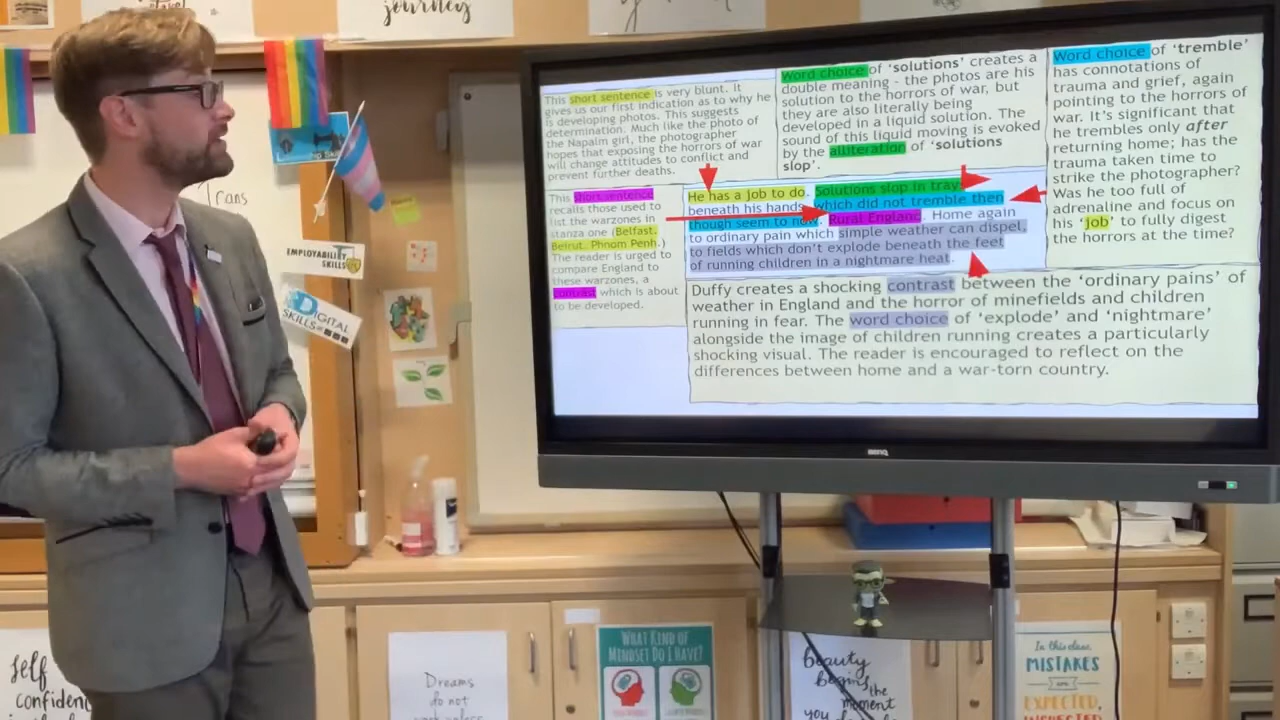 journey
Trans
EMPLOYABILITY
SKILLS
DIGITAL
SKILLS
This short sentence is very blunt. It
gives us our first indication as to why he
is developing photos. This suggests
determination. Much like the photo of
the Napalm girl, the photographer
hopes that exposing the horrors of war
will change attitudes to conflict and
prevent further deaths.
Word choice of ‘solutions’ creates a
double meaning - the photos are his
solution to the horrors of war, but
they are also literally being
developed in a liquid solution. The
sound of this liquid moving is evoked
by the alliteration of ‘solutions
slop’.
Word choice of ‘tremble’
has connotations of
trauma and grief, again
pointing to the horrors of
war. It’s significant that
he trembles only after
returning home; has the
trauma taken time to
strike the photographer?
Was he too full of
adrenaline and focus on
his ‘job’ to fully digest
the horrors at the time?
This short sentence
recalls those used to
list the warzones in
stanza one (Belfast.
Beirut. Phnom Penh.)
The reader is urged to
compare England to
these warzones, a
contrast which is about
to be developed.
He has a job to do. Solutions slop in tray
beneath his hands which did not tremble then
though seem to now. Rural England. Home again
to ordinary pain which simple weather can dispel,
to fields which don’t explode beneath the feet
of running children in a nightmare heat.
Duffy creates a shocking contrast between the ‘ordinary pains’ of
weather in England and the horror of minefields and children
running in fear. The word choice of ‘explode’ and ‘nightmare’
alongside the image of children running creates a particularly
shocking visual. The reader is encouraged to reflect on the
differences between home and a war-torn country.
BenQ
Self
confiden
Dreams
do not
WHAT KIND OF
MINDSET DO I HAVE?
beauty
begins the
moment
you
In this class
MISTAKES
are
EXPECTED,